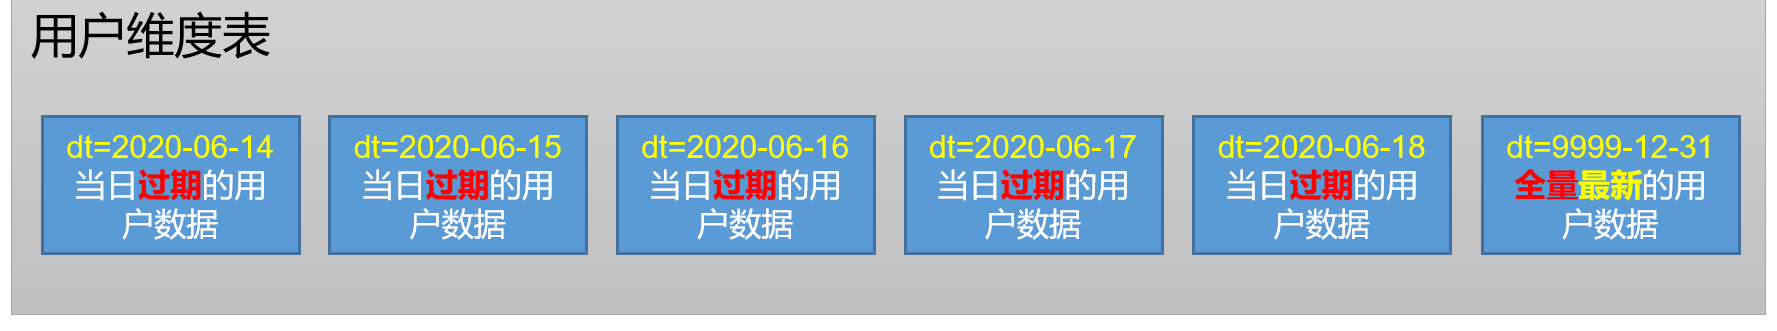 用户维度表
dt=2020-06-14
当日过期的用
户数据
dt=2020-06-15
当日过期的用
户数据
dt=2020-06-16
当日过期的用
户数据
dt=2020-06-17
当日过期的用
户数据
dt=2020-06-18
当日过期的用
户数据
dt=9999-12-31
全量最新的用
户数据